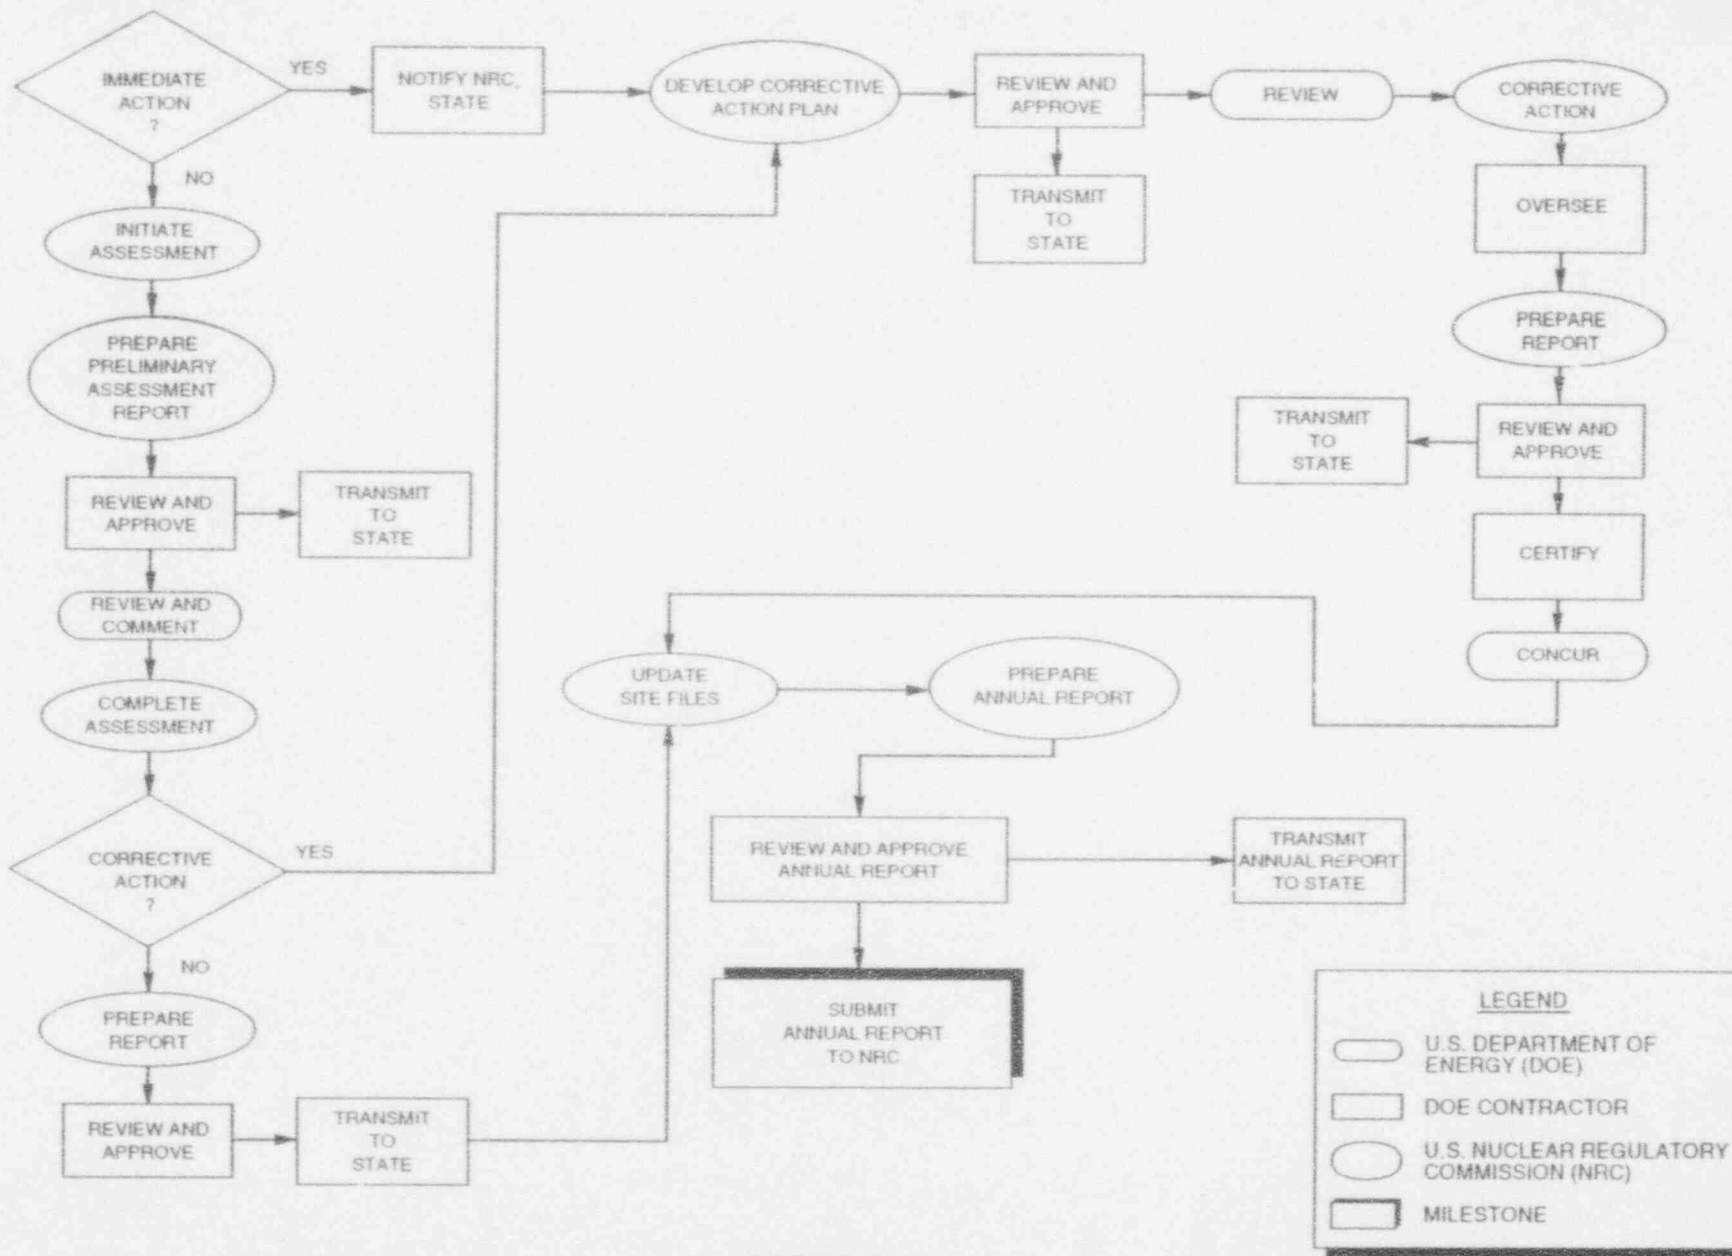 IMMEDIATE
ACTION
?
YES
NOTIFY NRC,
STATE
DEVELOP CORRECTIVE
ACTION PLAN
REVIEW AND
APPROVE
TRANSMIT
TO
STATE
REVIEW
CORRECTIVE
ACTION
OVERSEE
PREPARE
REPORT
REVIEW AND
APPROVE
TRANSMIT
TO
STATE
CERTIFY
CONCUR
NO
INITIATE
ASSESSMENT
PREPARE
PRELIMINARY
ASSESSMENT
REPORT
REVIEW AND
APPROVE
TRANSMIT
TO
STATE
REVIEW AND
COMMENT
COMPLETE
ASSESSMENT
CORRECTIVE
ACTION
?
YES
NO
PREPARE
REPORT
REVIEW AND
APPROVE
TRANSMIT
TO
STATE
UPDATE
SITE FILES
PREPARE
ANNUAL REPORT
REVIEW AND APPROVE
ANNUAL REPORT
TRANSMIT
ANNUAL REPORT
TO STATE
SUBMIT
ANNUAL REPORT
TO NRC
LEGEND
U.S. DEPARTMENT OF
ENERGY (DOE)
DOE CONTRACTOR
U.S. NUCLEAR REGULATORY
COMMISSION (NRC)
MILESTONE